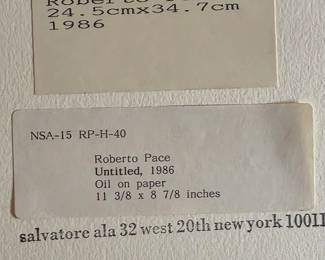 24.5cmx34.7cm
1986
NSA-15 RP-H-40
Roberto Pace
Untitled, 1986
Oil on paper
11 3/8 x 8 7/8 inches
salvatore ala 32 west 20th new york 10011